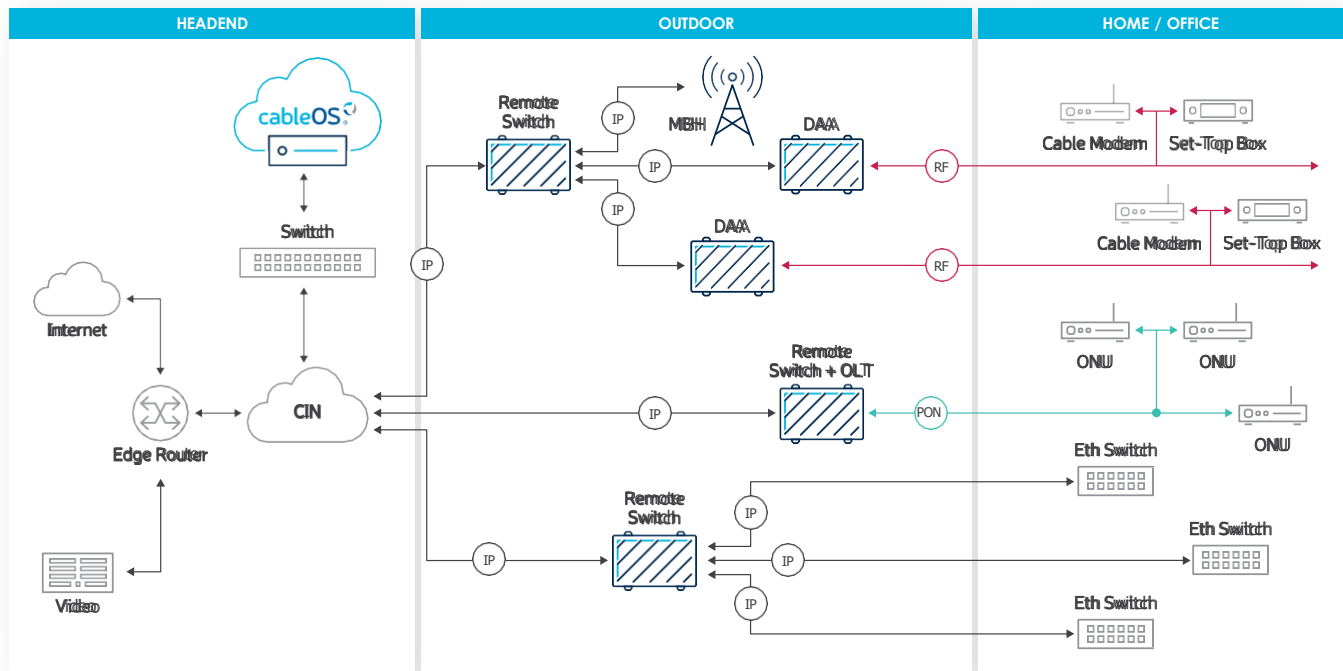 HEADEND
OUTDOOR
HOME / OFFICE
cableOS
Switch
Internet
CIN
Edge Router
Video
IP
Remote
Switch
IP
MBH
IP
IP
DAA
DAA
RF
RF
Cable Modem
Set-Top Box
Cable Modem
Set-Top Box
IP
Remote
Switch + OLT
PON
ONU
ONU
ONU
IP
Remote
Switch
IP
IP
IP
Eth Switch
Eth Switch
Eth Switch